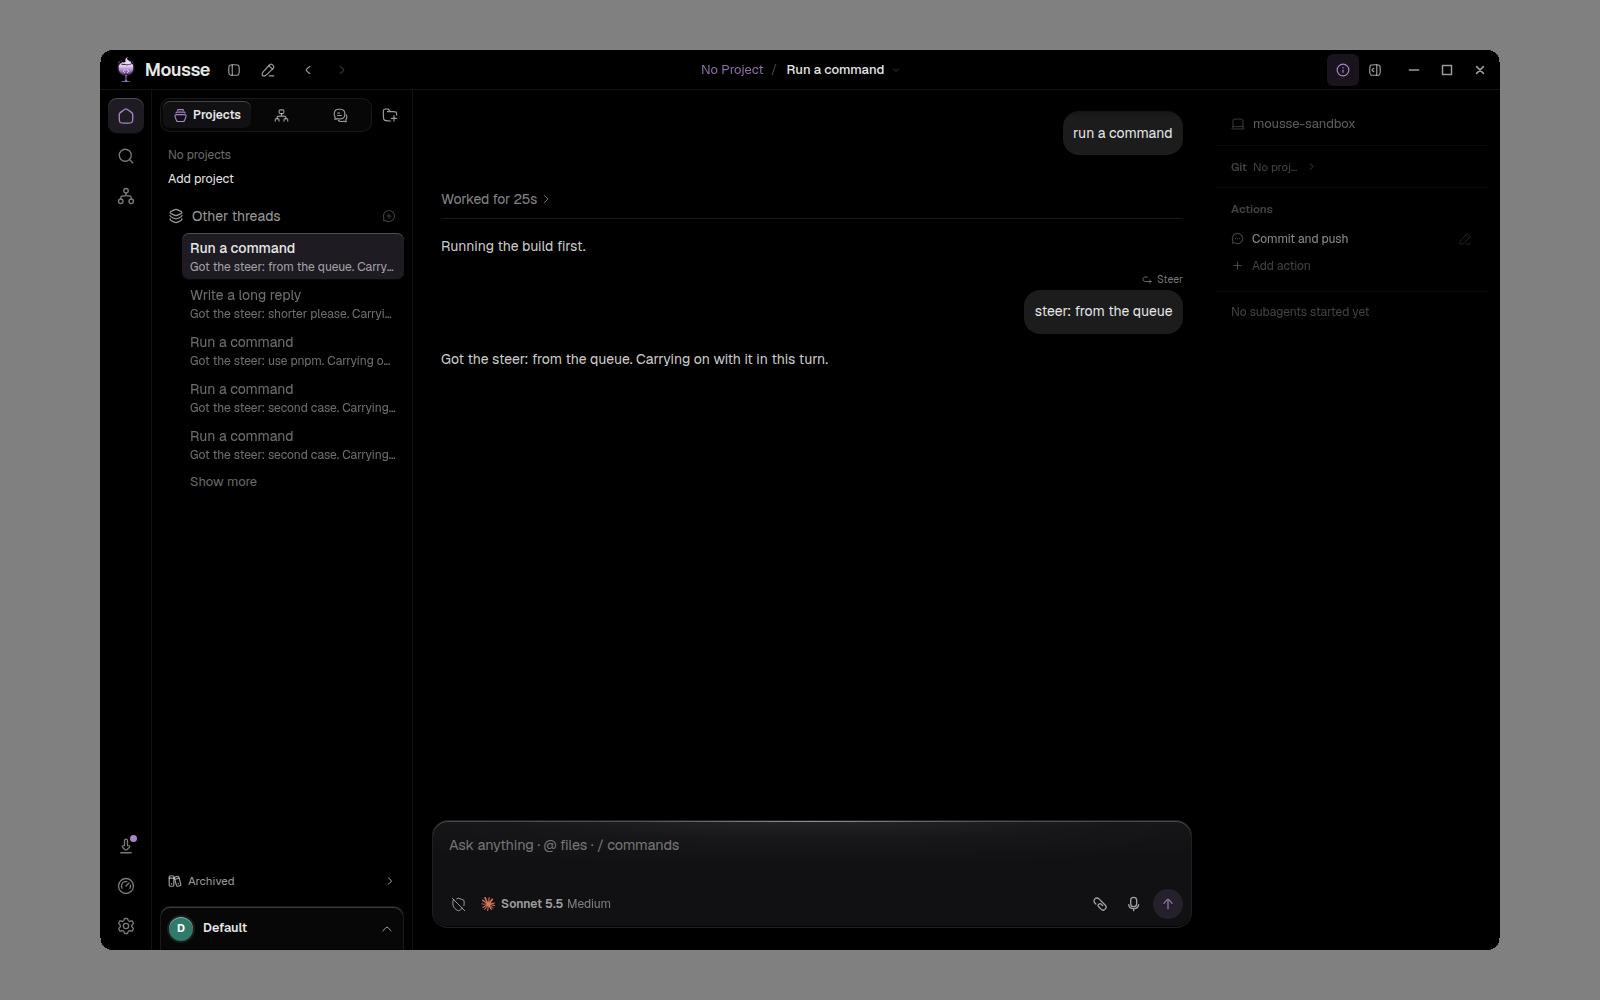 Mousse
No Project / Run a command
Projects
No projects
Add project
Other threads
Run a command
Got the steer: from the queue. Carry...
Write a long reply
Got the steer: shorter please. Carryi...
Run a command
Got the steer: use pnpm. Carrying o...
Run a command
Got the steer: second case. Carrying...
Run a command
Got the steer: second case. Carrying...
Show more
Archived
D Default
run a command
Worked for 25s
Running the build first.
Steer
steer: from the queue
Got the steer: from the queue. Carrying on with it in this turn.
Ask anything · @ files · / commands
Sonnet 5.5 Medium
mousse-sandbox
Git No proj...
Actions
Commit and push
Add action
No subagents started yet